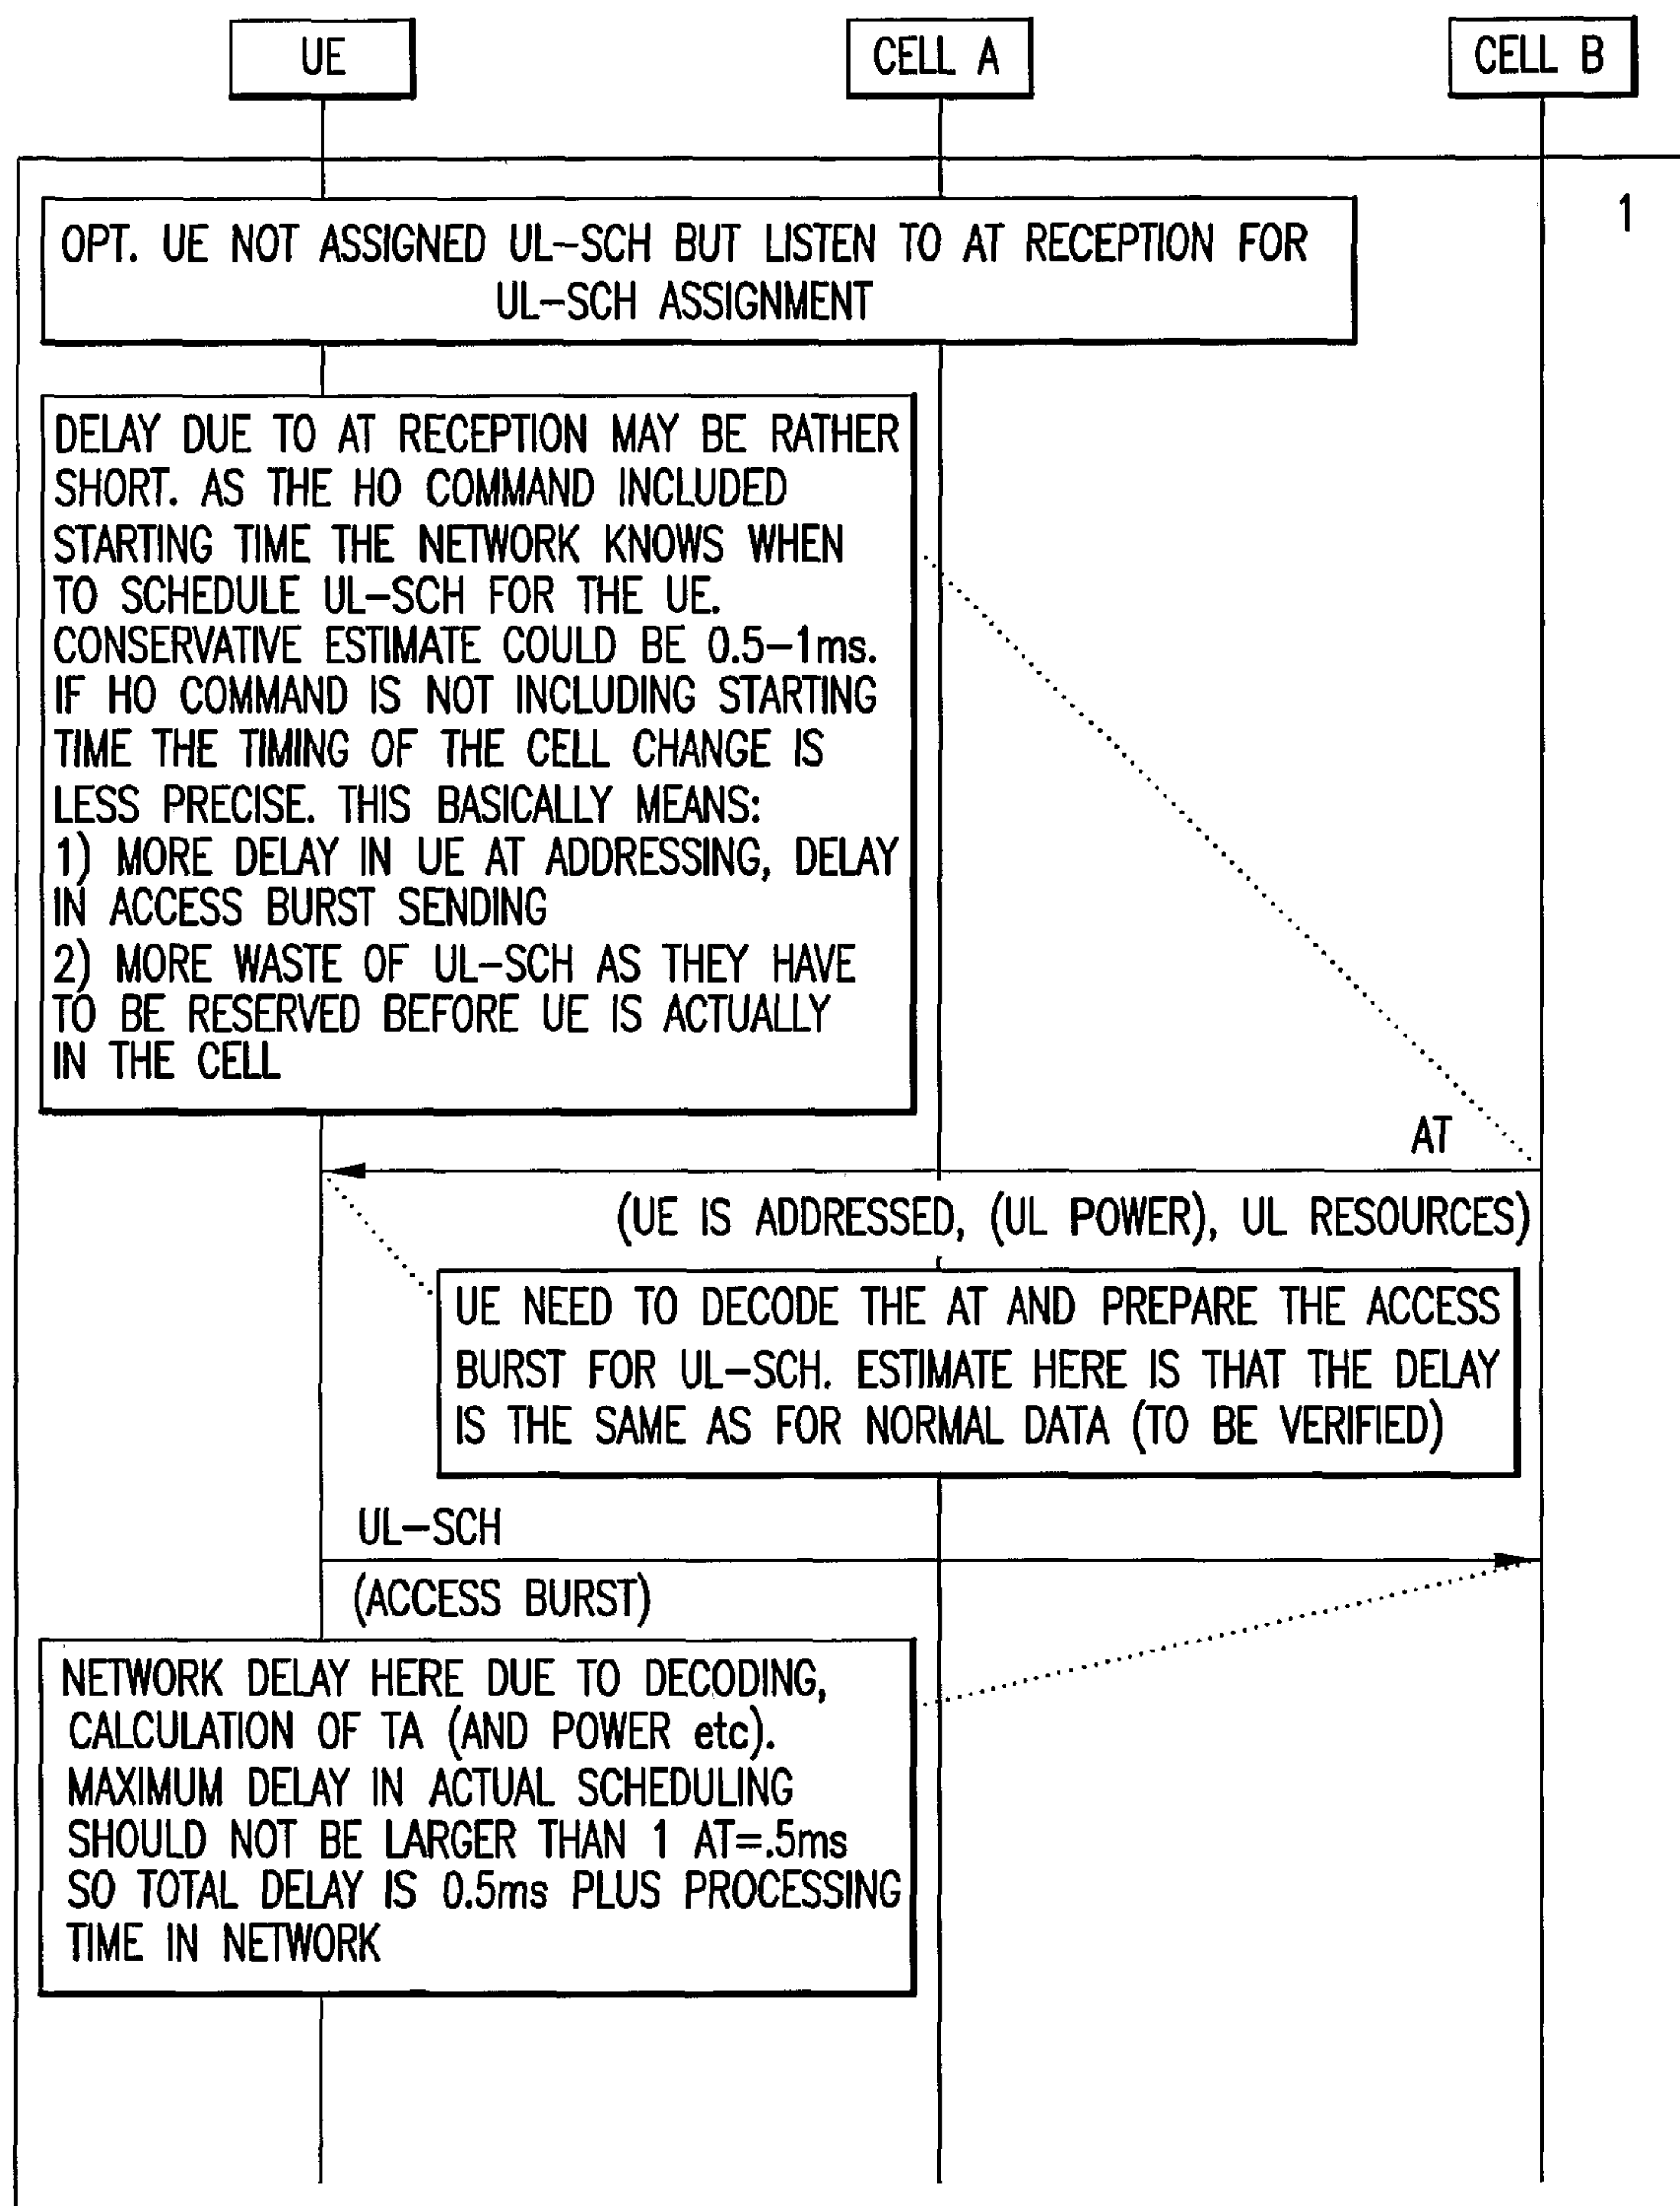 UE
CELL A
CELL B
1
OPT. UE NOT ASSIGNED UL-SCH BUT LISTEN TO AT RECEPTION FOR
UL-SCH ASSIGNMENT
DELAY DUE TO AT RECEPTION MAY BE RATHER
SHORT. AS THE HO COMMAND INCLUDED
STARTING TIME THE NETWORK KNOWS WHEN
TO SCHEDULE UL-SCH FOR THE UE.
CONSERVATIVE ESTIMATE COULD BE 0.5-1ms.
IF HO COMMAND IS NOT INCLUDING STARTING
TIME THE TIMING OF THE CELL CHANGE IS
LESS PRECISE. THIS BASICALLY MEANS:
1) MORE DELAY IN UE AT ADDRESSING, DELAY
IN ACCESS BURST SENDING
2) MORE WASTE OF UL-SCH AS THEY HAVE
TO BE RESERVED BEFORE UE IS ACTUALLY
IN THE CELL
AT
(UE IS ADDRESSED, (UL POWER), UL RESOURCES)
UE NEED TO DECODE THE AT AND PREPARE THE ACCESS
BURST FOR UL-SCH. ESTIMATE HERE IS THAT THE DELAY
IS THE SAME AS FOR NORMAL DATA (TO BE VERIFIED)
UL-SCH
(ACCESS BURST)
NETWORK DELAY HERE DUE TO DECODING,
CALCULATION OF TA (AND POWER etc).
MAXIMUM DELAY IN ACTUAL SCHEDULING
SHOULD NOT BE LARGER THAN 1 AT=.5ms
SO TOTAL DELAY IS 0.5ms PLUS PROCESSING
TIME IN NETWORK